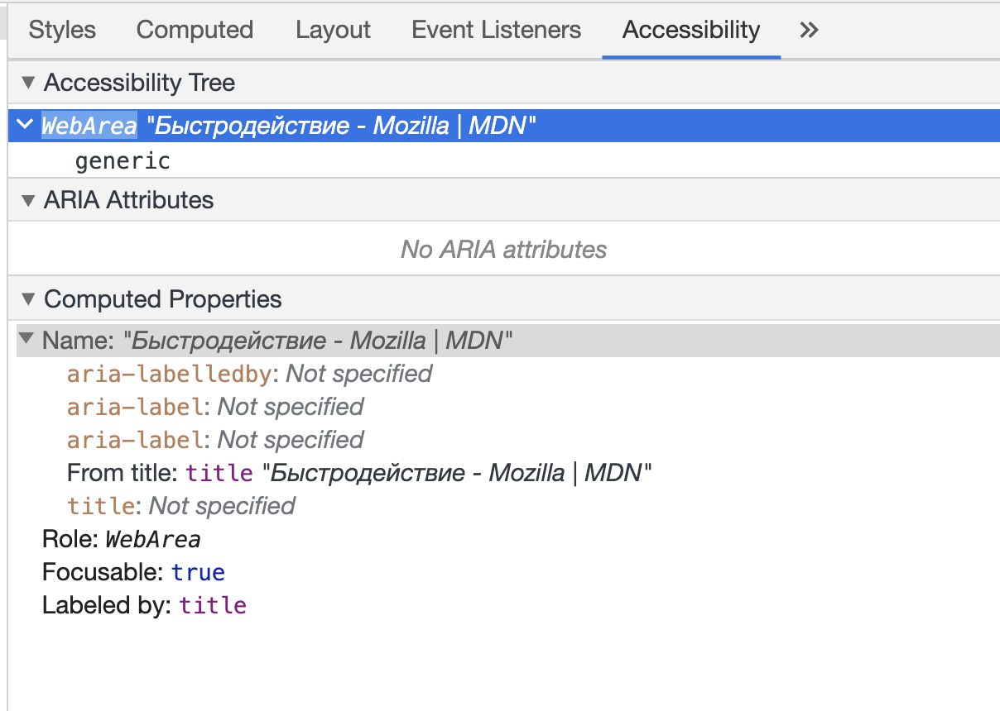 Styles Computed Layout Event Listeners Accessibility »
Accessibility Tree
WebArea "Быстродействие - Mozilla | MDN"
generic
ARIA Attributes
No ARIA attributes
Computed Properties
Name: "Быстродействие - Mozilla | MDN"
aria-labelledby: Not specified
aria-label: Not specified
aria-label: Not specified
From title: title "Быстродействие - Mozilla | MDN"
title: Not specified
Role: WebArea
Focusable: true
Labeled by: title